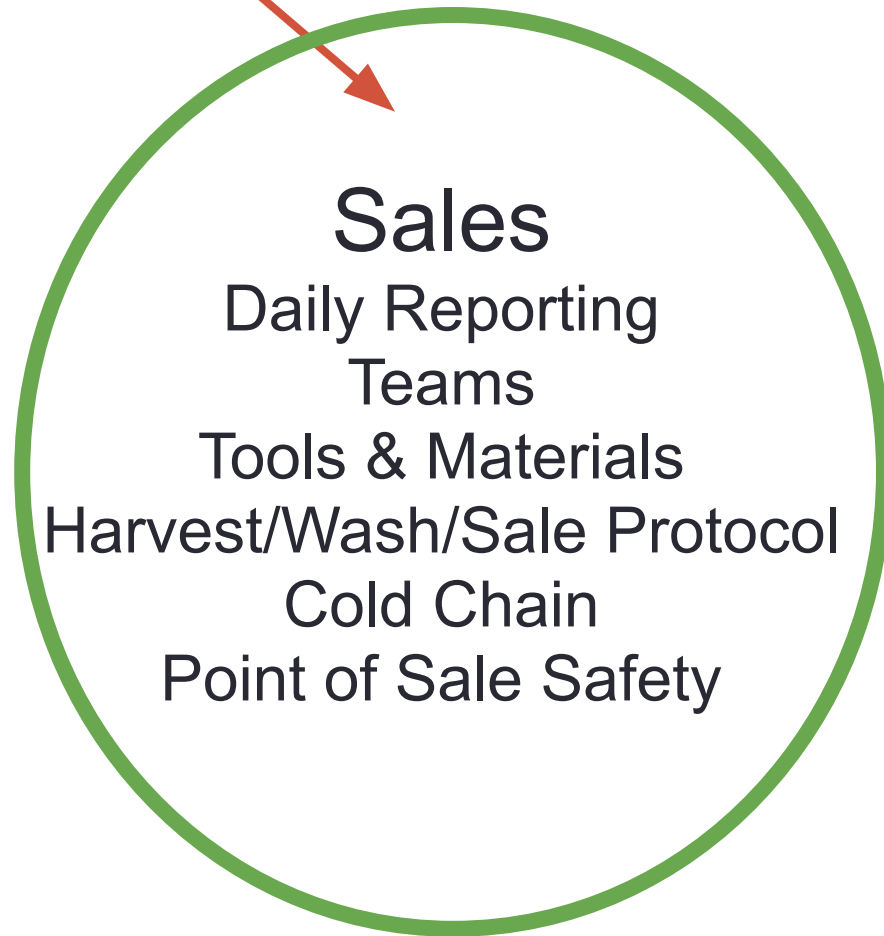 Sales
Daily Reporting
Teams
Tools & Materials
Harvest/Wash/Sale Protocol
Cold Chain
Point of Sale Safety